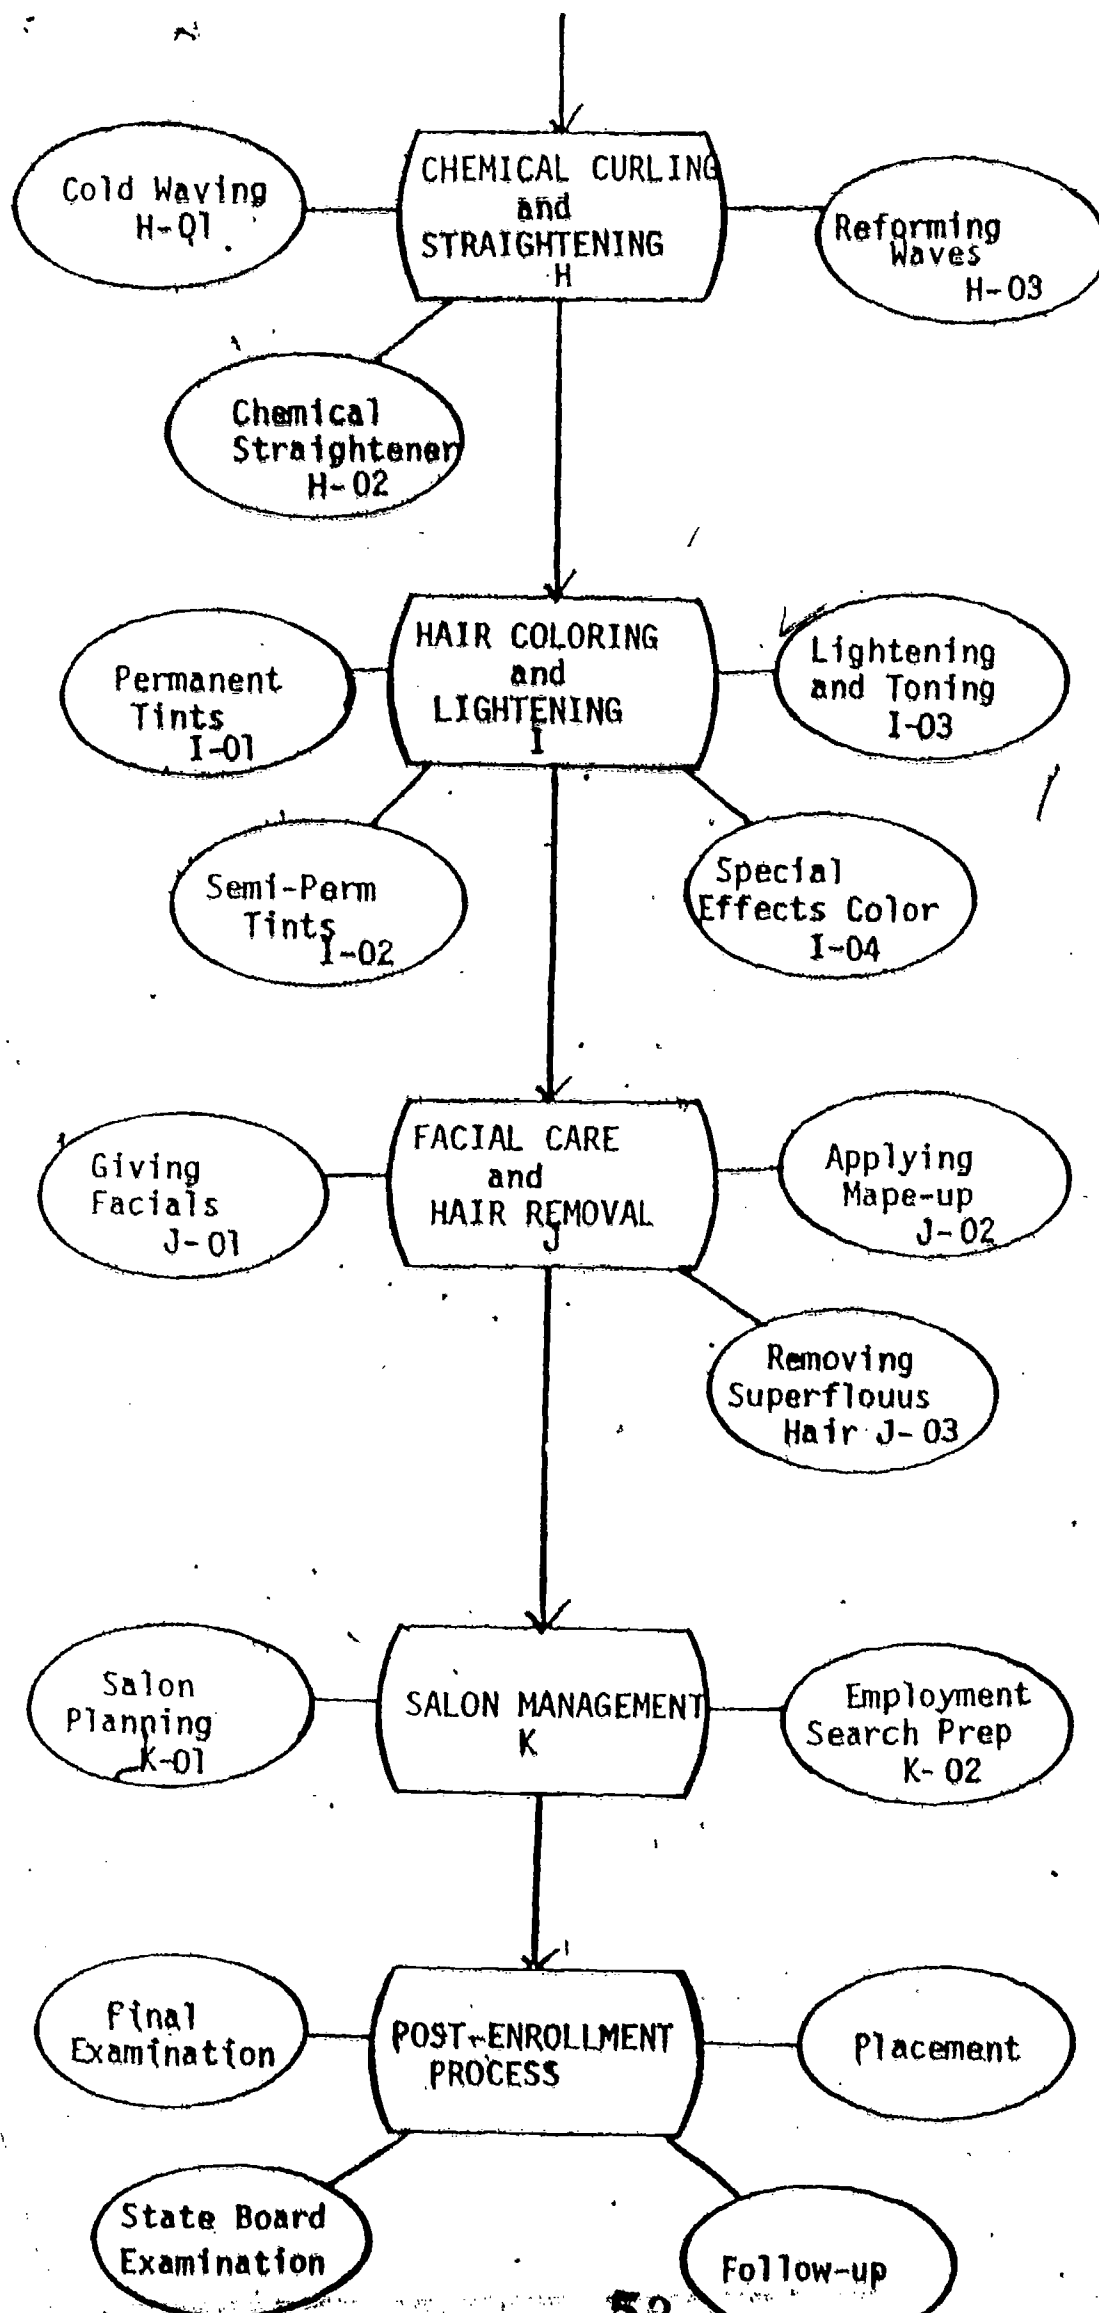 CHEMICAL CURLING
and
STRAIGHTENING
H
Cold Waving
H-01
Reforming
Waves
H-03
Chemical
Straightener
H-02
HAIR COLORING
and
LIGHTENING
I
Permanent
Tints
I-01
Lightening
and Toning
I-03
Semi-Perm
Tints
I-02
Special
Effects Color
I-04
FACIAL CARE
and
HAIR REMOVAL
J
Giving
Facials
J-01
Applying
Mape-up
J-02
Removing
Superflouus
Hair J-03
SALON MANAGEMENT
K
Salon
Planning
K-01
Employment
Search Prep
K-02
POST-ENROLLMENT
PROCESS
Final
Examination
Placement
State Board
Examination
Follow-up